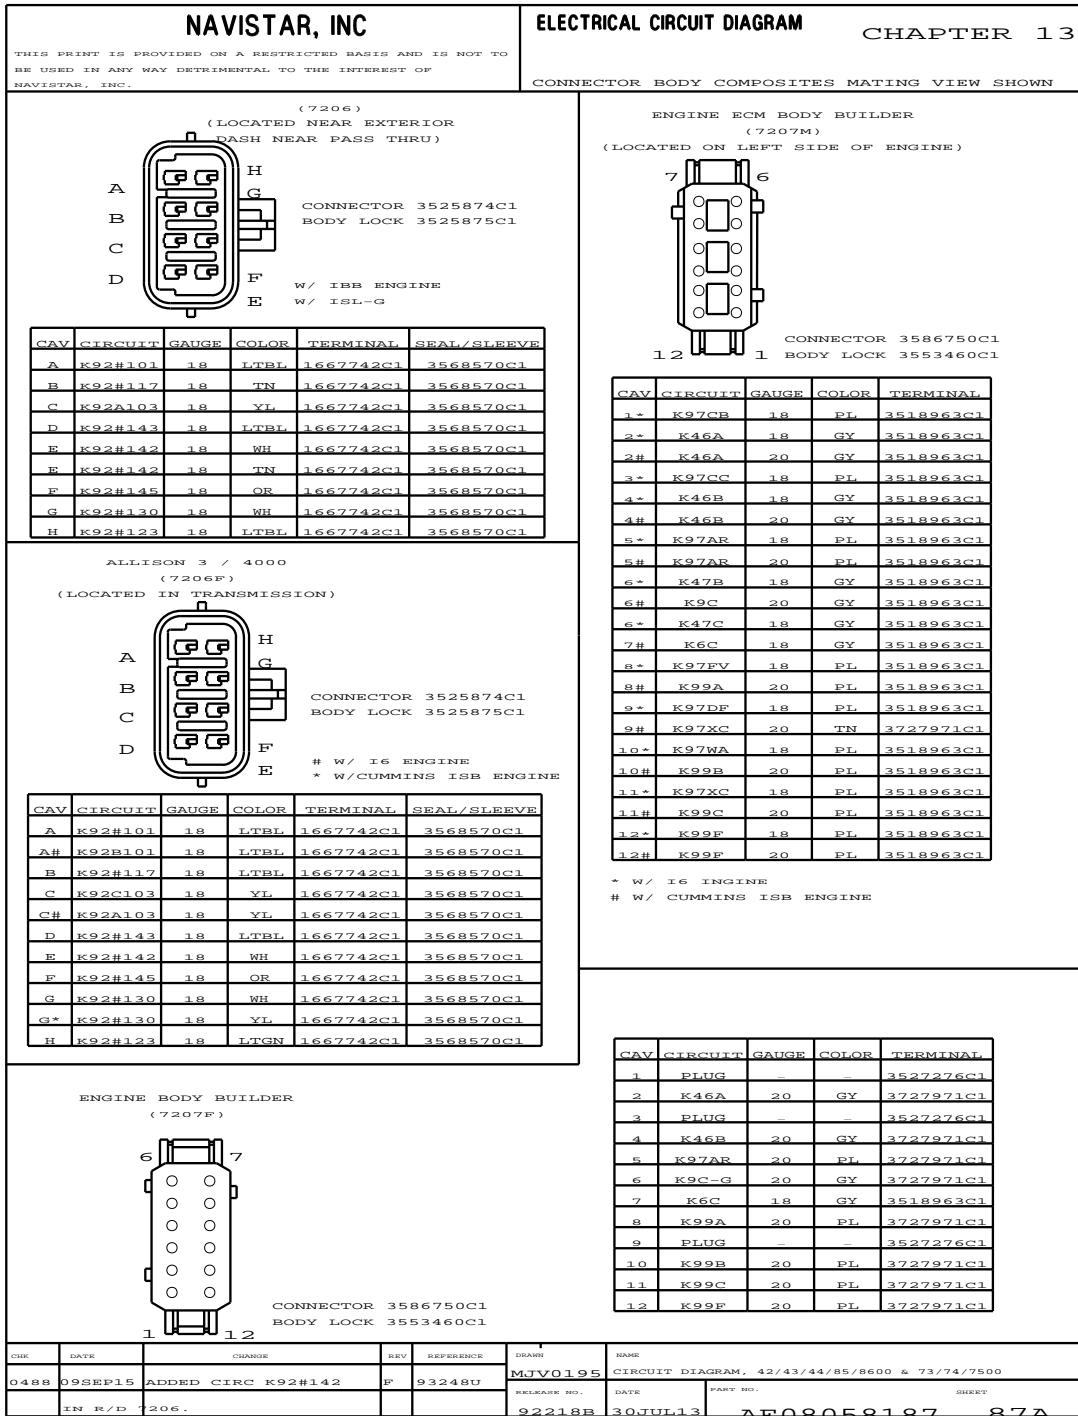 NAVISTAR, INC
THIS PRINT IS PROVIDED ON A RESTRICTED BASIS AND IS NOT TO
BE USED IN ANY WAY DETRIMENTAL TO THE INTEREST OF
NAVISTAR, INC.
ELECTRICAL CIRCUIT DIAGRAM
CHAPTER 13
CONNECTOR BODY COMPOSITES MATING VIEW SHOWN
(7206)
(LOCATED NEAR EXTERIOR
DASH NEAR PASS THRU)
A
B
C
D
H
G
F
E
CONNECTOR 3525874C1
BODY LOCK 3525875C1
W/ IBB ENGINE
W/ ISL-G
CAV CIRCUIT GAUGE COLOR TERMINAL SEAL/SLEEVE
A K92#101 18 LTBL 1667742C1 3568570C1
B K92#117 18 TN 1667742C1 3568570C1
C K92A103 18 YL 1667742C1 3568570C1
D K92#143 18 LTBL 1667742C1 3568570C1
E K92#142 18 WH 1667742C1 3568570C1
E K92#142 18 TN 1667742C1 3568570C1
F K92#145 18 OR 1667742C1 3568570C1
G K92#130 18 WH 1667742C1 3568570C1
H K92#123 18 LTBL 1667742C1 3568570C1
ALLISON 3 / 4000
(7206F)
(LOCATED IN TRANSMISSION)
A
B
C
D
H
G
F
E
CONNECTOR 3525874C1
BODY LOCK 3525875C1
# W/ I6 ENGINE
* W/CUMMINS ISB ENGINE
CAV CIRCUIT GAUGE COLOR TERMINAL SEAL/SLEEVE
A K92#101 18 LTBL 1667742C1 3568570C1
A# K92B101 18 LTBL 1667742C1 3568570C1
B K92#117 18 LTBL 1667742C1 3568570C1
C K92C103 18 YL 1667742C1 3568570C1
C# K92A103 18 YL 1667742C1 3568570C1
D K92#143 18 LTBL 1667742C1 3568570C1
E K92#142 18 WH 1667742C1 3568570C1
F K92#145 18 OR 1667742C1 3568570C1
G K92#130 18 WH 1667742C1 3568570C1
G* K92#130 18 YL 1667742C1 3568570C1
H K92#123 18 LTGN 1667742C1 3568570C1
ENGINE BODY BUILDER
(7207F)
6 7
1 12
CONNECTOR 3586750C1
BODY LOCK 3553460C1
ENGINE ECM BODY BUILDER
(7207M)
(LOCATED ON LEFT SIDE OF ENGINE)
7 6
12 1
CONNECTOR 3586750C1
BODY LOCK 3553460C1
CAV CIRCUIT GAUGE COLOR TERMINAL
1* K97CB 18 PL 3518963C1
2* K46A 18 GY 3518963C1
2# K46A 20 GY 3518963C1
3* K97CC 18 PL 3518963C1
4* K46B 18 GY 3518963C1
4# K46B 20 GY 3518963C1
5* K97AR 18 PL 3518963C1
5# K97AR 20 PL 3518963C1
6* K47B 18 GY 3518963C1
6# K9C 20 GY 3518963C1
6* K47C 18 GY 3518963C1
7# K6C 18 GY 3518963C1
8* K97FV 18 PL 3518963C1
8# K99A 20 PL 3518963C1
9* K97DF 18 PL 3518963C1
9# K97XC 20 TN 3727971C1
10* K97WA 18 PL 3518963C1
10# K99B 20 PL 3518963C1
11* K97XC 18 PL 3518963C1
11# K99C 20 PL 3518963C1
12* K99F 18 PL 3518963C1
12# K99F 20 PL 3518963C1
* W/ I6 INGINE
# W/ CUMMINS ISB ENGINE
CAV CIRCUIT GAUGE COLOR TERMINAL
1 PLUG - - 3527276C1
2 K46A 20 GY 3727971C1
3 PLUG - - 3527276C1
4 K46B 20 GY 3727971C1
5 K97AR 20 PL 3727971C1
6 K9C-G 20 GY 3727971C1
7 K6C 18 GY 3518963C1
8 K99A 20 PL 3727971C1
9 PLUG - - 3527276C1
10 K99B 20 PL 3727971C1
11 K99C 20 PL 3727971C1
12 K99F 20 PL 3727971C1
CHK DATE CHANGE REV REFERENCE
0488 09SEP15 ADDED CIRC K92#142 F 93248U
IN R/D 7206.
DRAWN
MJV0195
NAME
CIRCUIT DIAGRAM, 42/43/44/85/8600 & 73/74/7500
RELEASE NO.
92218B
DATE
30JUL13
PART NO.
AE08058187
SHEET
87A